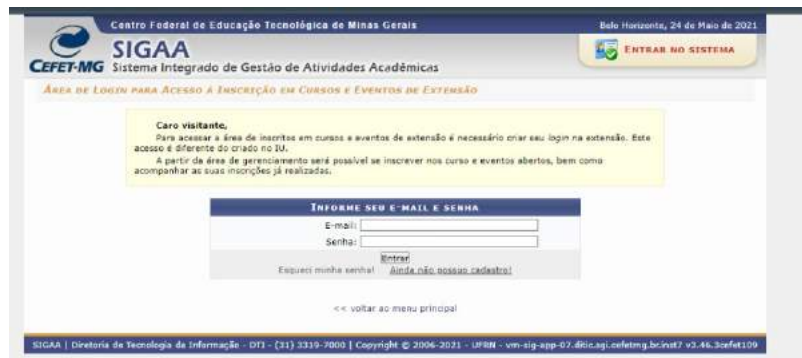 Centro Federal de Educação Tecnológica de Minas Gerais
Belo Horizonte, 24 de Maio de 2021
CEFET-MG
SIGAA
Sistema Integrado de Gestão de Atividades Acadêmicas
ENTRAR NO SISTEMA
ÁREA DE LOGIN PARA ACESSO À INSCRIÇÃO EM CURSOS E EVENTOS DE EXTENSÃO
Caro visitante,
Para acessar a área de inscritos em cursos e eventos de extensão é necessário criar seu login na extensão. Este
acesso é diferente do criado no IU.
A partir da área de gerenciamento será possível se inscrever nos curso e eventos abertos, bem como
acompanhar as suas inscrições já realizadas.
INFORME SEU E-MAIL E SENHA
E-mail:
Senha:
Entrar
Esqueci minha senha! Ainda não possuo cadastro!
<< voltar ao menu principal
SIGAA | Diretoria de Tecnologia da Informação - DTI - (31) 3319-7000 | Copyright © 2006-2021 - UFRN - vm-sig-app-07.ditic.sgi.cefetmg.br.inst7 v3.46.3cefet109